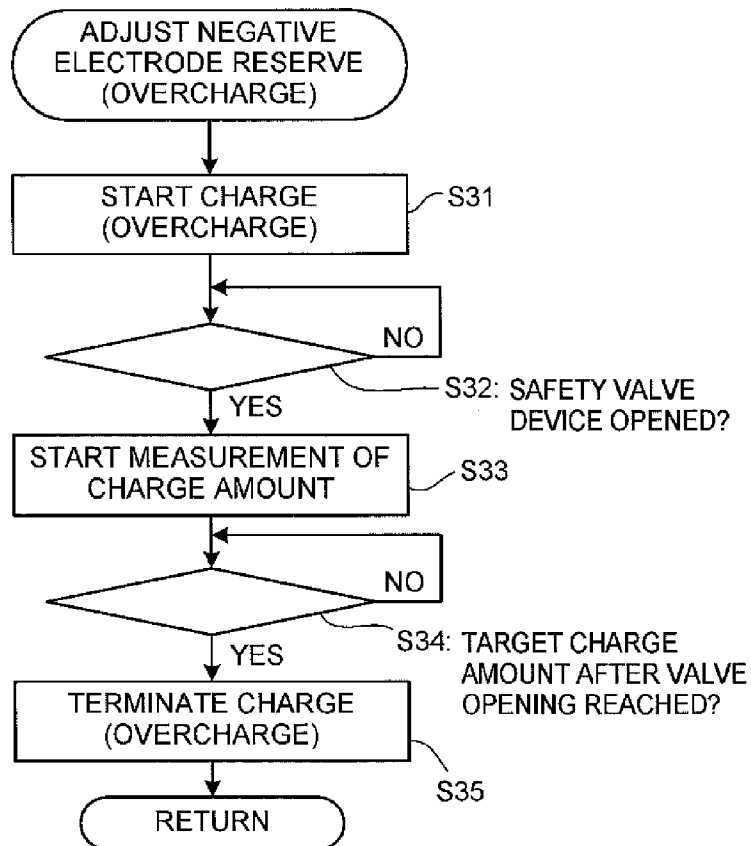 ADJUST NEGATIVE
ELECTRODE RESERVE
(OVERCHARGE)
START CHARGE
(OVERCHARGE)
S31
NO
S32: SAFETY VALVE
DEVICE OPENED?
YES
START MEASUREMENT OF
CHARGE AMOUNT
S33
NO
S34: TARGET CHARGE
AMOUNT AFTER VALVE
OPENING REACHED?
YES
TERMINATE CHARGE
(OVERCHARGE)
S35
RETURN